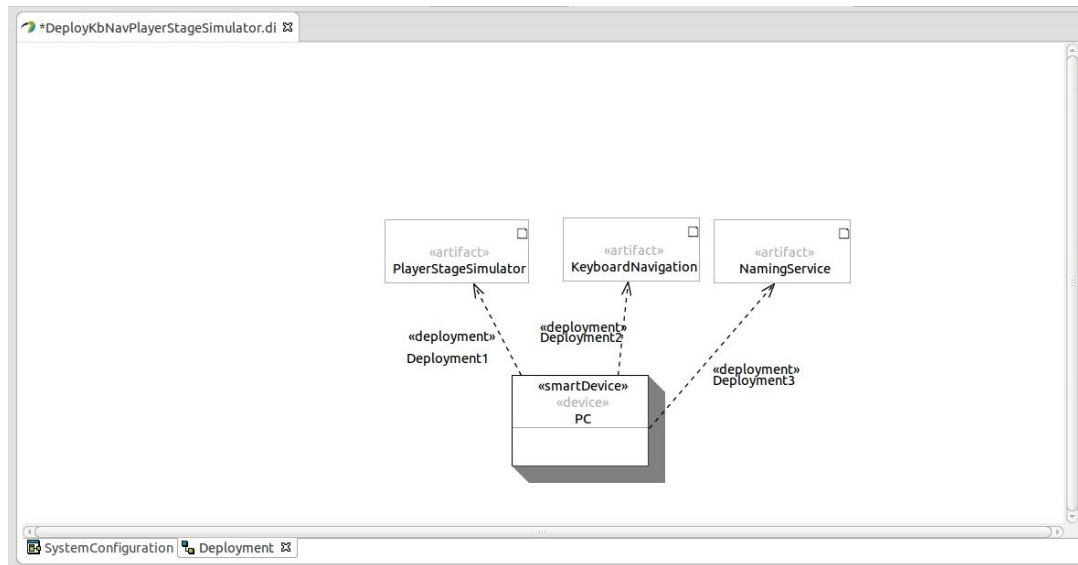 *DeployKbNavPlayerStageSimulator.di
«artifact»
PlayerStageSimulator
«artifact»
KeyboardNavigation
«artifact»
NamingService
«deployment»
Deployment1
«deployment»
Deployment2
«deployment»
Deployment3
«smartDevice»
«device»
PC
SystemConfiguration
Deployment